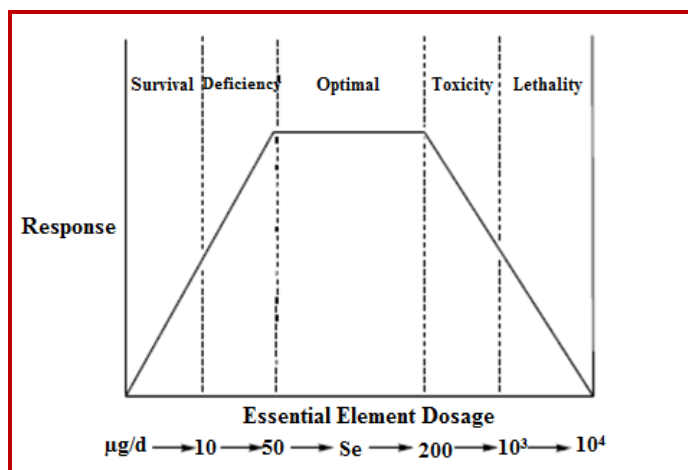 Survival Deficiency Optimal Toxicity Lethality
Response
Essential Element Dosage
µg/d → 10 → 50 → Se → 200 → 10³ → 10⁴